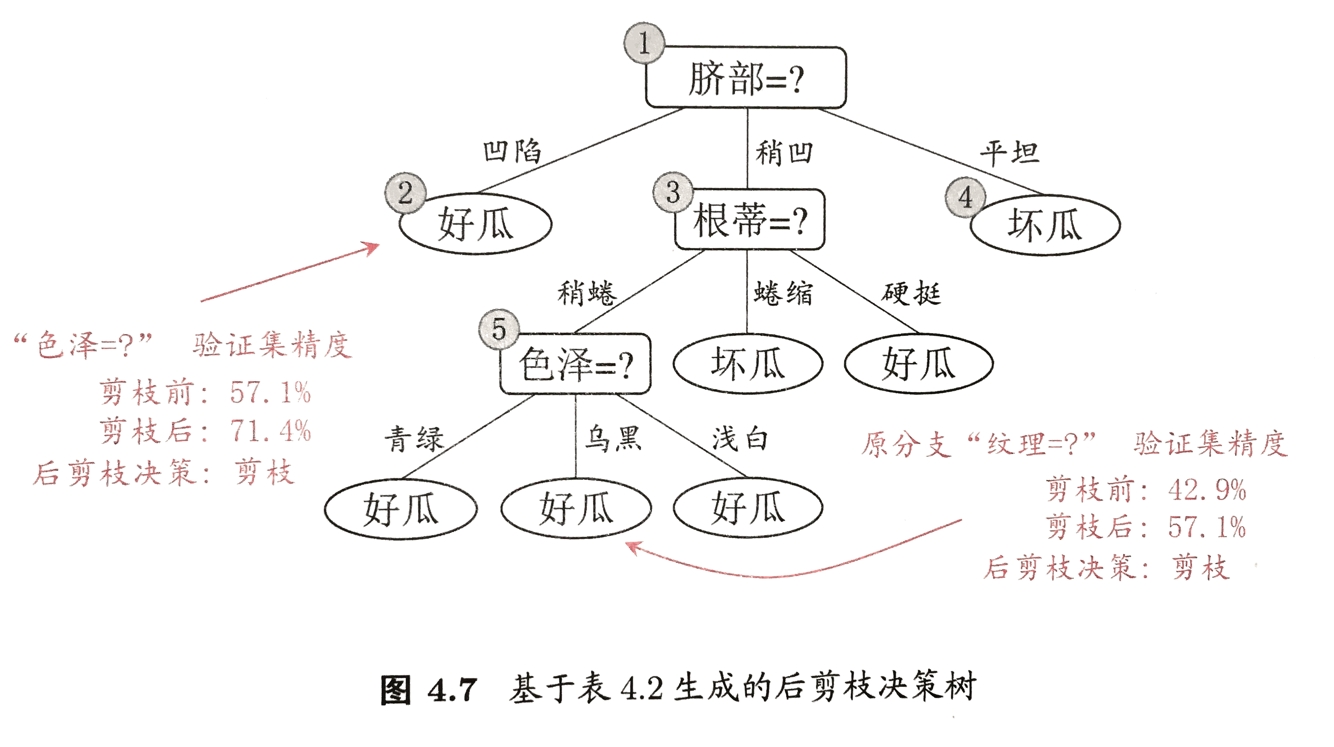 1
脐部=?
凹陷
稍凹
平坦
2
好瓜
3
根蒂=?
4
坏瓜
稍蜷
蜷缩
硬挺
“色泽=?” 验证集精度
剪枝前: 57.1%
剪枝后: 71.4%
后剪枝决策: 剪枝
5
色泽=?
坏瓜
好瓜
青绿
乌黑
浅白
好瓜
好瓜
好瓜
原分支“纹理=?” 验证集精度
剪枝前: 42.9%
剪枝后: 57.1%
后剪枝决策: 剪枝
图 4.7 基于表 4.2 生成的后剪枝决策树